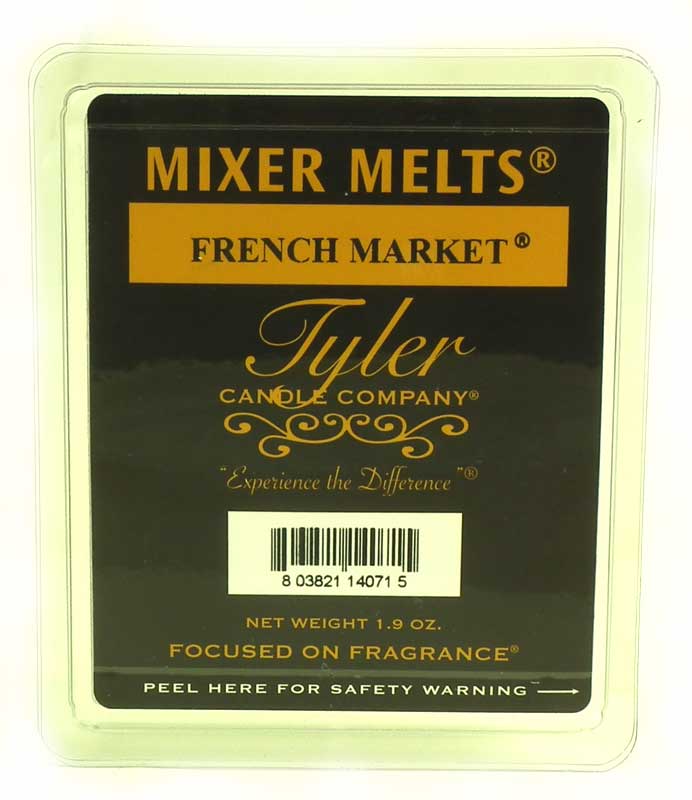 MIXER MELTS®
FRENCH MARKET®
Tyler
CANDLE COMPANY®
"Experience the Difference"®
8 03821 14071 5
NET WEIGHT 1.9 OZ.
FOCUSED ON FRAGRANCE®
PEEL HERE FOR SAFETY WARNING →